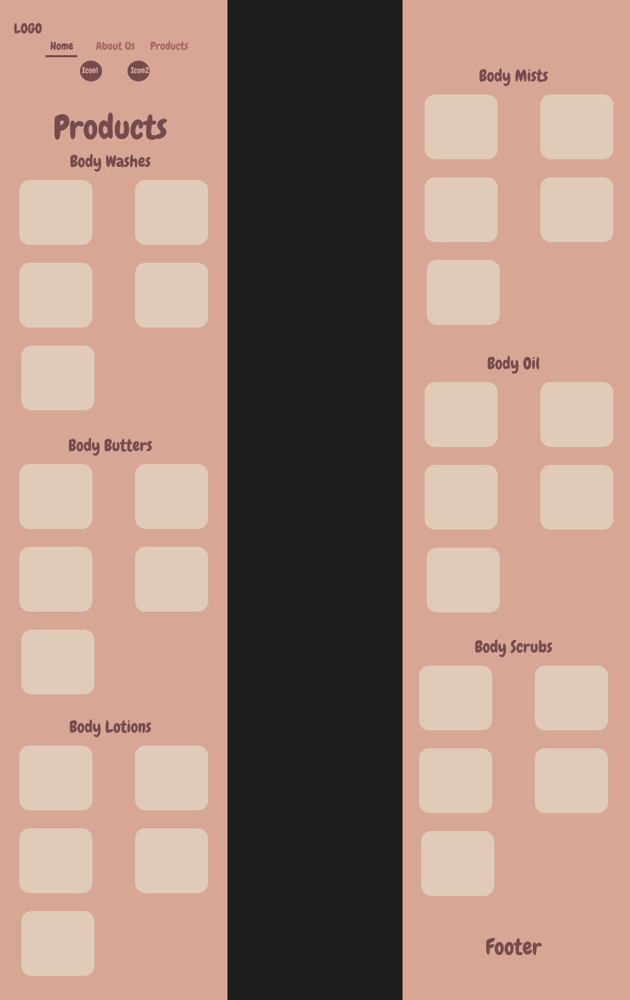 LOGO
Home About Us Products
Icon1 Icon2
Products
Body Washes
Body Butters
Body Lotions
Body Mists
Body Oil
Body Scrubs
Footer